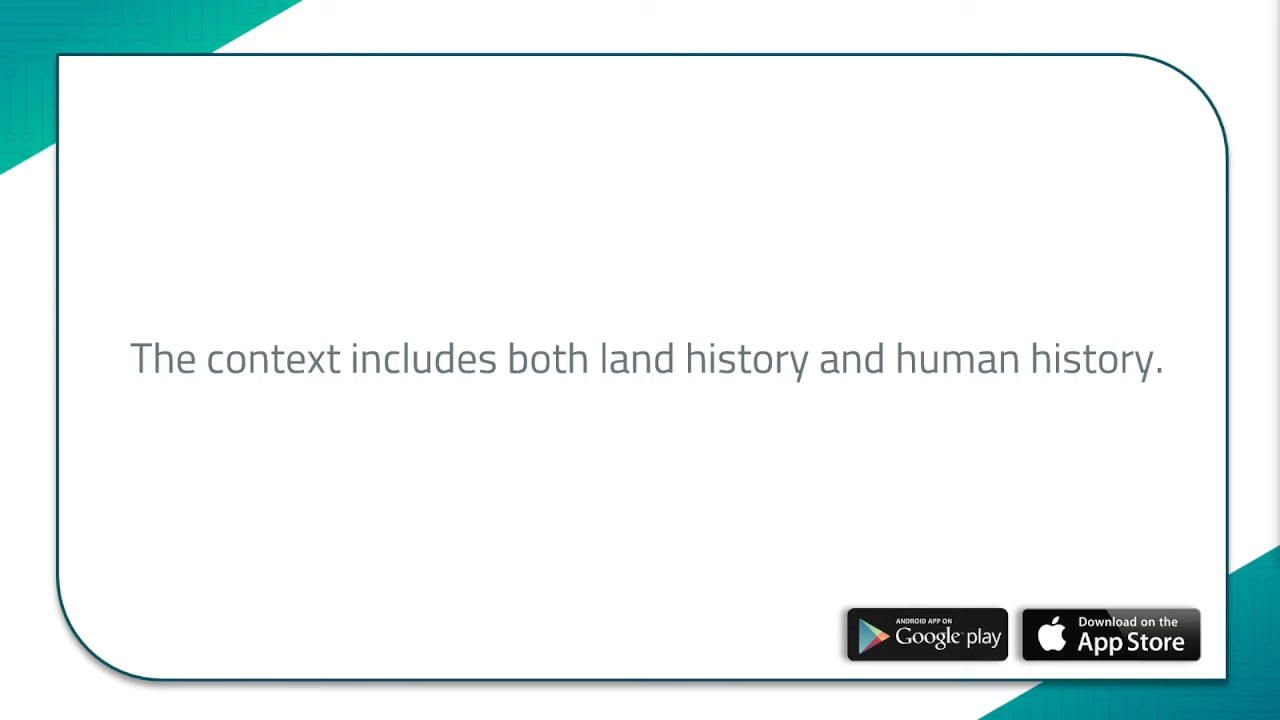 The context includes both land history and human history.
ANDROID APP ON
Google play
Download on the
App Store